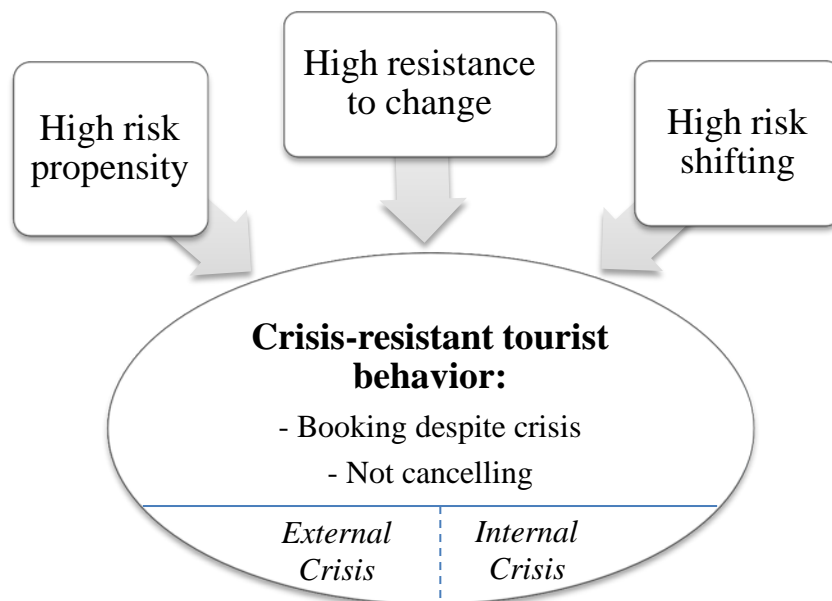 High risk
propensity
High resistance
to change
High risk
shifting
Crisis-resistant tourist
behavior:
- Booking despite crisis
- Not cancelling
External
Crisis
Internal
Crisis